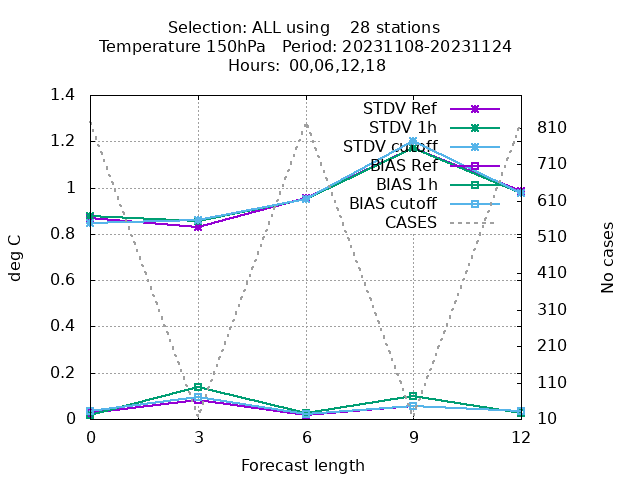 Selection: ALL using    28 stations
Temperature 150hPa   Period: 20231108-20231124
Hours: 00,06,12,18
1.4
1.2
1
0.8
0.6
0.4
0.2
0
deg C
STDV Ref
STDV 1h
STDV cutoff
BIAS Ref
BIAS 1h
BIAS cutoff
CASES
810
710
610
510
410
310
210
110
10
No cases
0 3 6 9 12
Forecast length